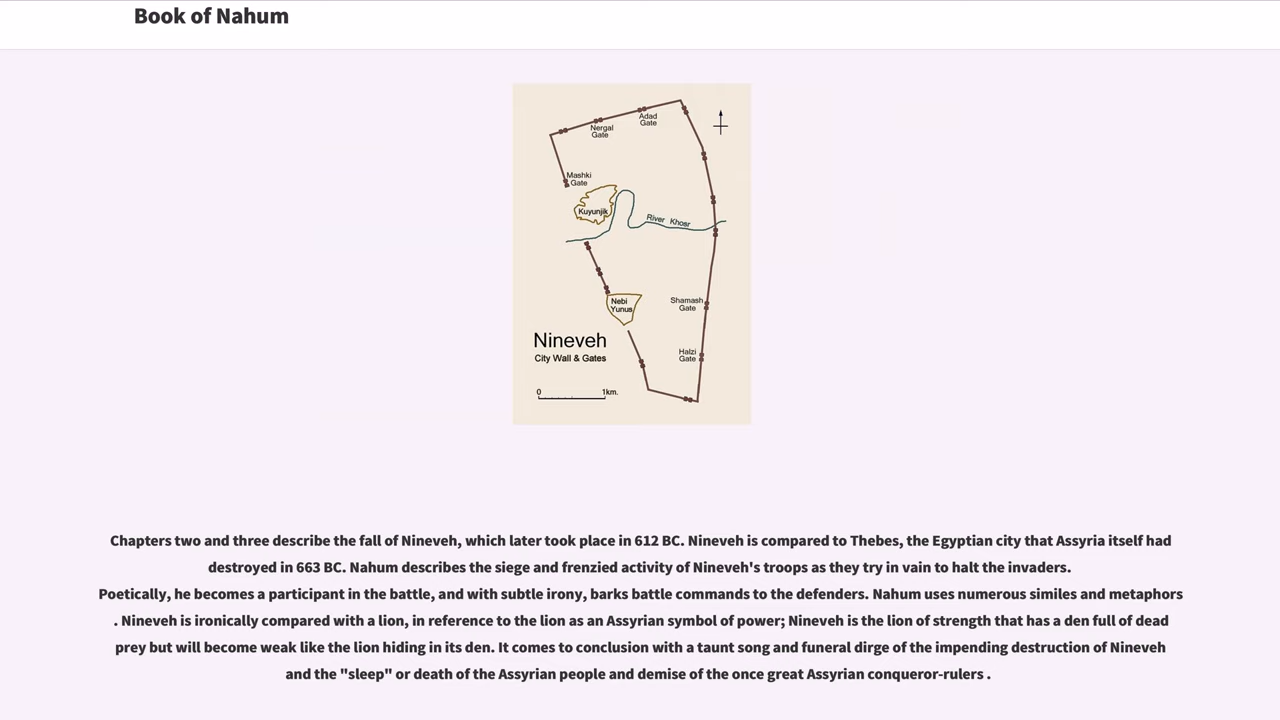 Book of Nahum
Adad
Gate
Nergal
Gate
Mashki
Gate
Kuyunjik
River Khosr
Nebi
Yunus
Shamash
Gate
Halzi
Gate
Nineveh
City Wall & Gates
0 1km.
Chapters two and three describe the fall of Nineveh, which later took place in 612 BC. Nineveh is compared to Thebes, the Egyptian city that Assyria itself had
destroyed in 663 BC. Nahum describes the siege and frenzied activity of Nineveh's troops as they try in vain to halt the invaders.
Poetically, he becomes a participant in the battle, and with subtle irony, barks battle commands to the defenders. Nahum uses numerous similes and metaphors
. Nineveh is ironically compared with a lion, in reference to the lion as an Assyrian symbol of power; Nineveh is the lion of strength that has a den full of dead
prey but will become weak like the lion hiding in its den. It comes to conclusion with a taunt song and funeral dirge of the impending destruction of Nineveh
and the "sleep" or death of the Assyrian people and demise of the once great Assyrian conqueror-rulers .